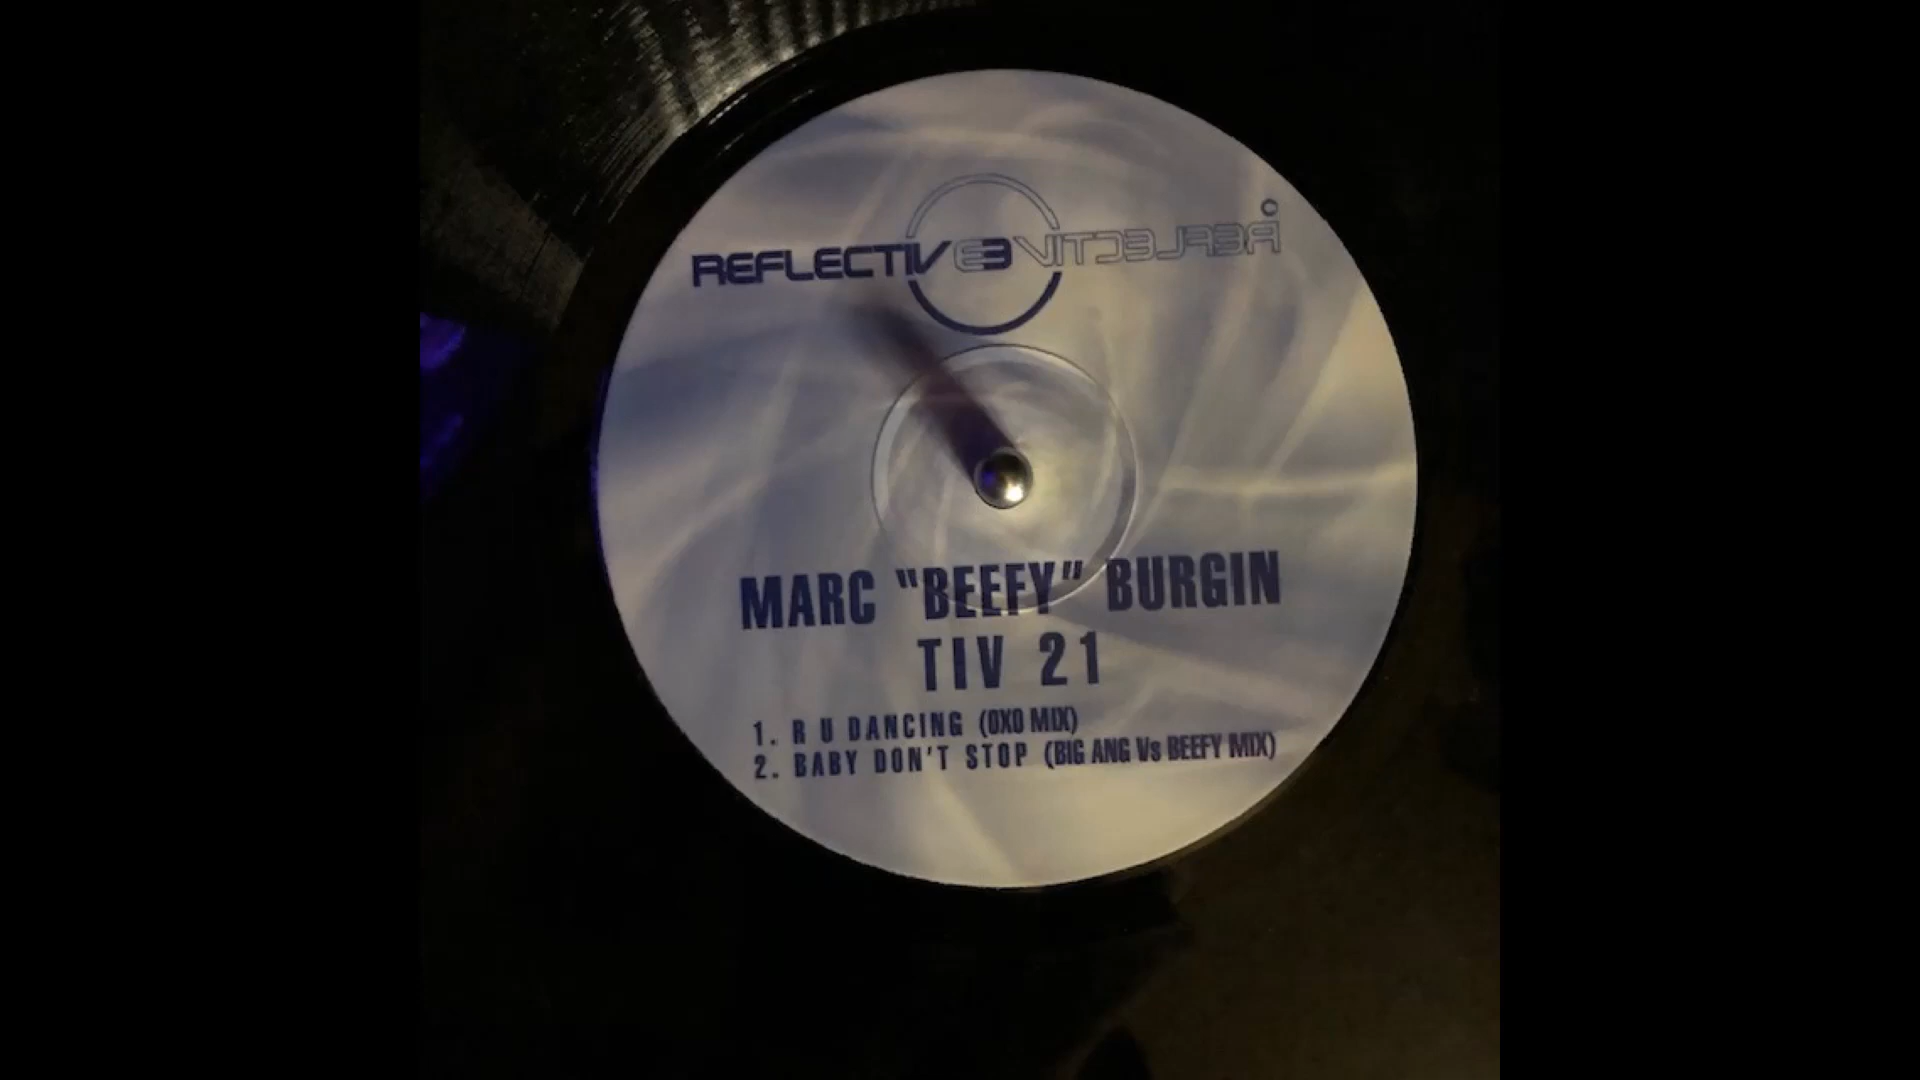 REFLECTIVE
MARC "BEEFY" BURGIN
TIV 21
1. R U DANCING (OXO MIX)
2. BABY DON'T STOP (BIG ANG Vs BEEFY MIX)